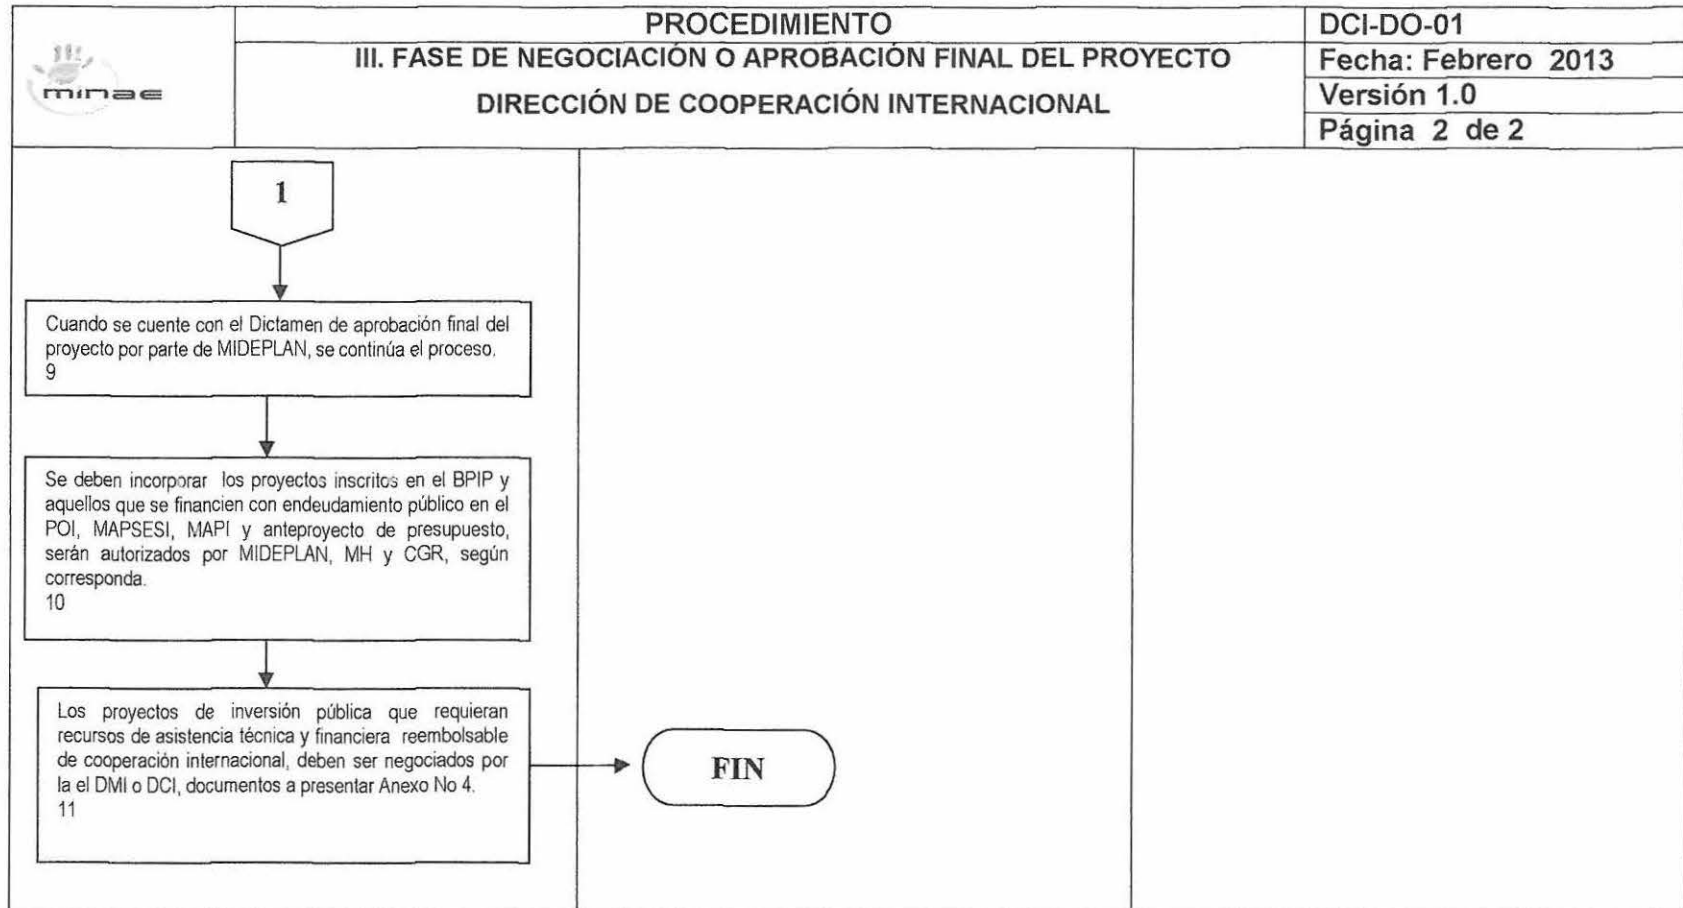 minae
PROCEDIMIENTO
III. FASE DE NEGOCIACIÓN O APROBACIÓN FINAL DEL PROYECTO
DIRECCIÓN DE COOPERACIÓN INTERNACIONAL
DCI-DO-01
Fecha: Febrero 2013
Versión 1.0
Página 2 de 2
1
Cuando se cuente con el Dictamen de aprobación final del
proyecto por parte de MIDEPLAN, se continúa el proceso.
9
Se deben incorporar los proyectos inscritos en el BPIP y
aquellos que se financien con endeudamiento público en el
POI, MAPSESI, MAPI y anteproyecto de presupuesto,
serán autorizados por MIDEPLAN, MH y CGR, según
corresponda.
10
Los proyectos de inversión pública que requieran
recursos de asistencia técnica y financiera reembolsable
de cooperación internacional, deben ser negociados por
la el DMI o DCI, documentos a presentar Anexo No 4.
11
FIN